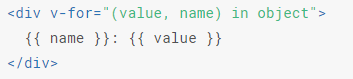 <div v-for="(value, name) in object">
  {{ name }}: {{ value }}
</div>